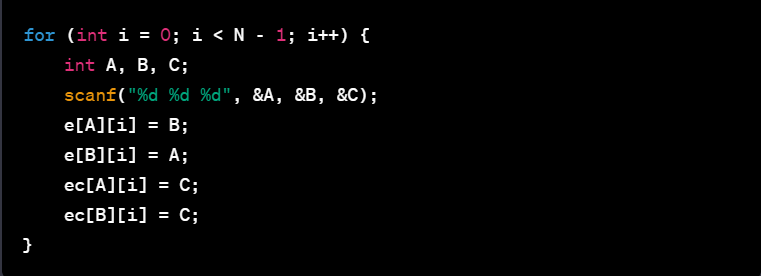 for (int i = 0; i < N - 1; i++) {
    int A, B, C;
    scanf("%d %d %d", &A, &B, &C);
    e[A][i] = B;
    e[B][i] = A;
    ec[A][i] = C;
    ec[B][i] = C;
}